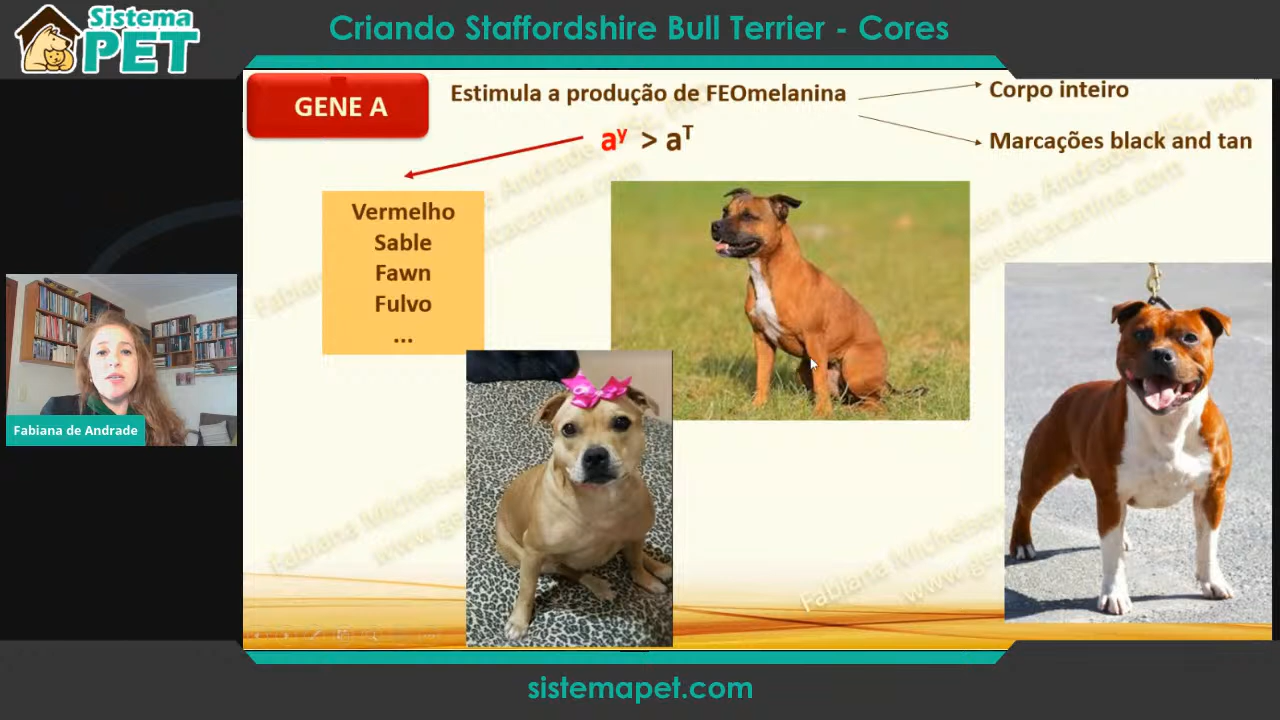 Sistema
PET
Criando Staffordshire Bull Terrier - Cores
GENE A
Estimula a produção de FEOmelanina
Corpo inteiro
Marcações black and tan
aʸ > aᵀ
Vermelho
Sable
Fawn
Fulvo
...
Fabiana de Andrade
sistemapet.com